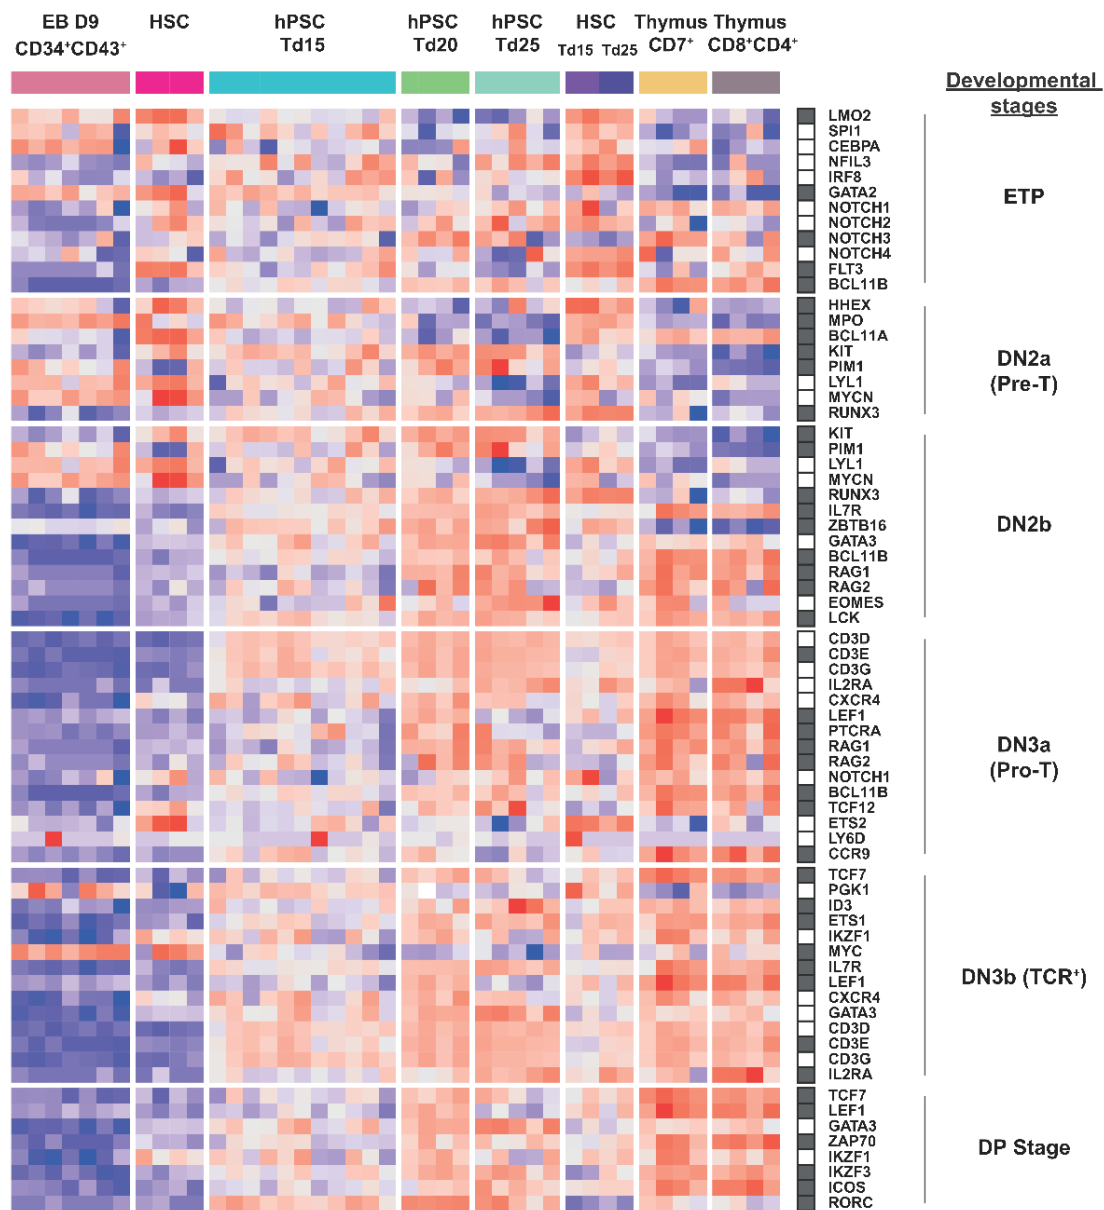 EB D9
CD34⁺CD43⁺
HSC
hPSC
Td15
hPSC
Td20
hPSC
Td25
HSC
Td15 Td25
Thymus
CD7⁺
Thymus
CD8⁺CD4⁺
Developmental
stages
LMO2
SPI1
CEBPA
NFIL3
IRF8
GATA2
NOTCH1
NOTCH2
NOTCH3
NOTCH4
FLT3
BCL11B
ETP
HHEX
MPO
BCL11A
KIT
PIM1
LYL1
MYCN
RUNX3
DN2a
(Pre-T)
KIT
PIM1
LYL1
MYCN
RUNX3
IL7R
ZBTB16
GATA3
BCL11B
RAG1
RAG2
EOMES
LCK
DN2b
CD3D
CD3E
CD3G
IL2RA
CXCR4
LEF1
PTCRA
RAG1
RAG2
NOTCH1
BCL11B
TCF12
ETS2
LY6D
CCR9
DN3a
(Pro-T)
TCF7
PGK1
ID3
ETS1
IKZF1
MYC
IL7R
LEF1
CXCR4
GATA3
CD3D
CD3E
CD3G
IL2RA
DN3b (TCR⁺)
TCF7
LEF1
GATA3
ZAP70
IKZF1
IKZF3
ICOS
RORC
DP Stage